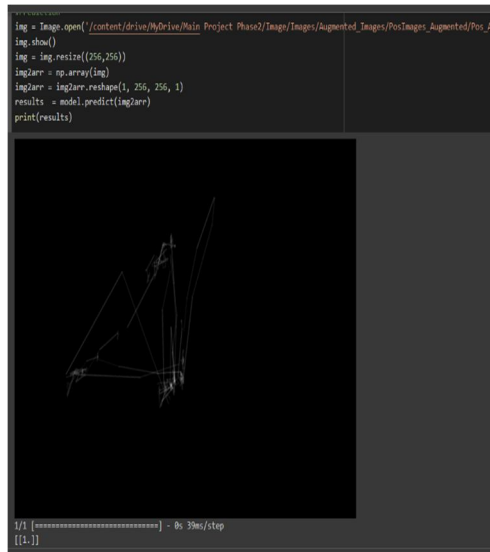 img = Image.open('/content/drive/MyDrive/Main Project Phase2/Image/Images/Augmented_Images/PosImages_Augmented/Pos_A
img.show()
img = img.resize((256,256))
img2arr = np.array(img)
img2arr = img2arr.reshape(1, 256, 256, 1)
results  = model.predict(img2arr)
print(results)
1/1 [==============================] - 0s 39ms/step
[[1.]]